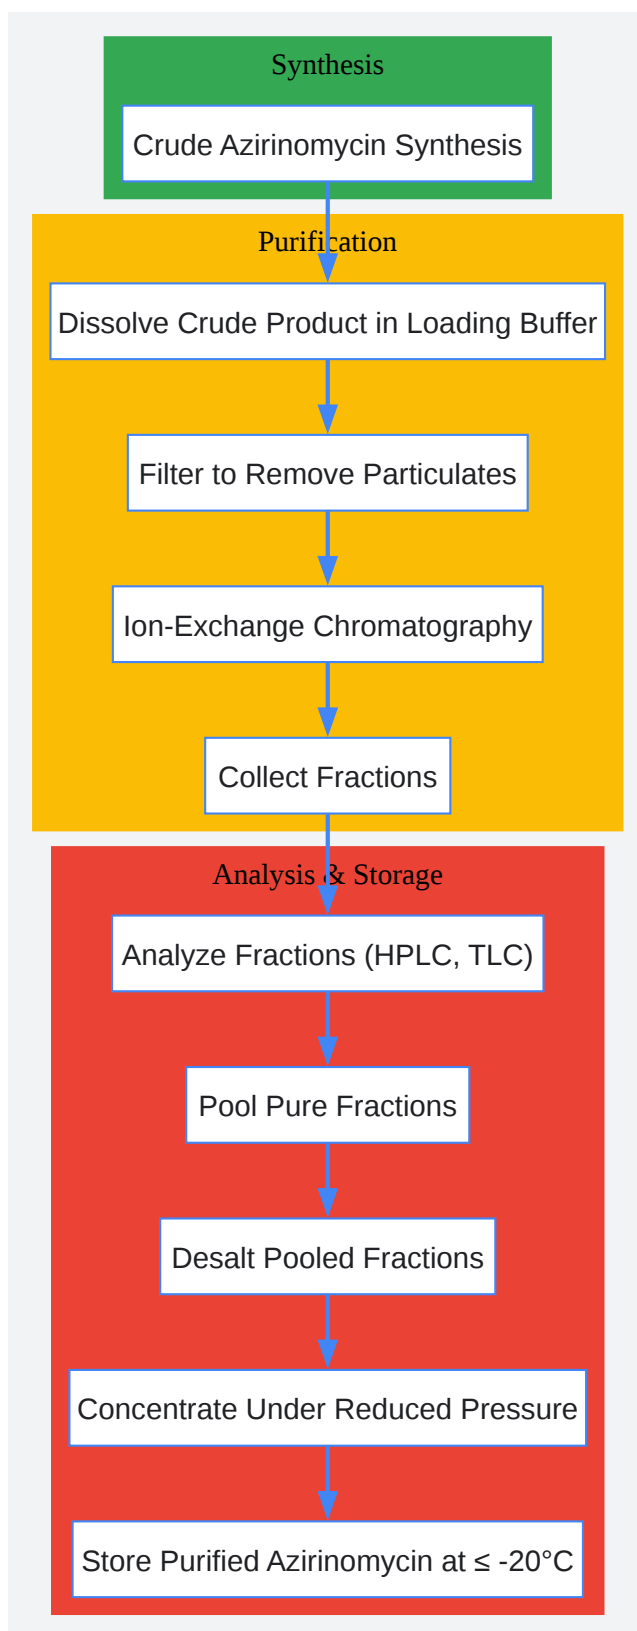 Synthesis
Crude Azirinomycin Synthesis
Purification
Dissolve Crude Product in Loading Buffer
Filter to Remove Particulates
Ion-Exchange Chromatography
Collect Fractions
Analysis & Storage
Analyze Fractions (HPLC, TLC)
Pool Pure Fractions
Desalt Pooled Fractions
Concentrate Under Reduced Pressure
Store Purified Azirinomycin at ≤ -20°C